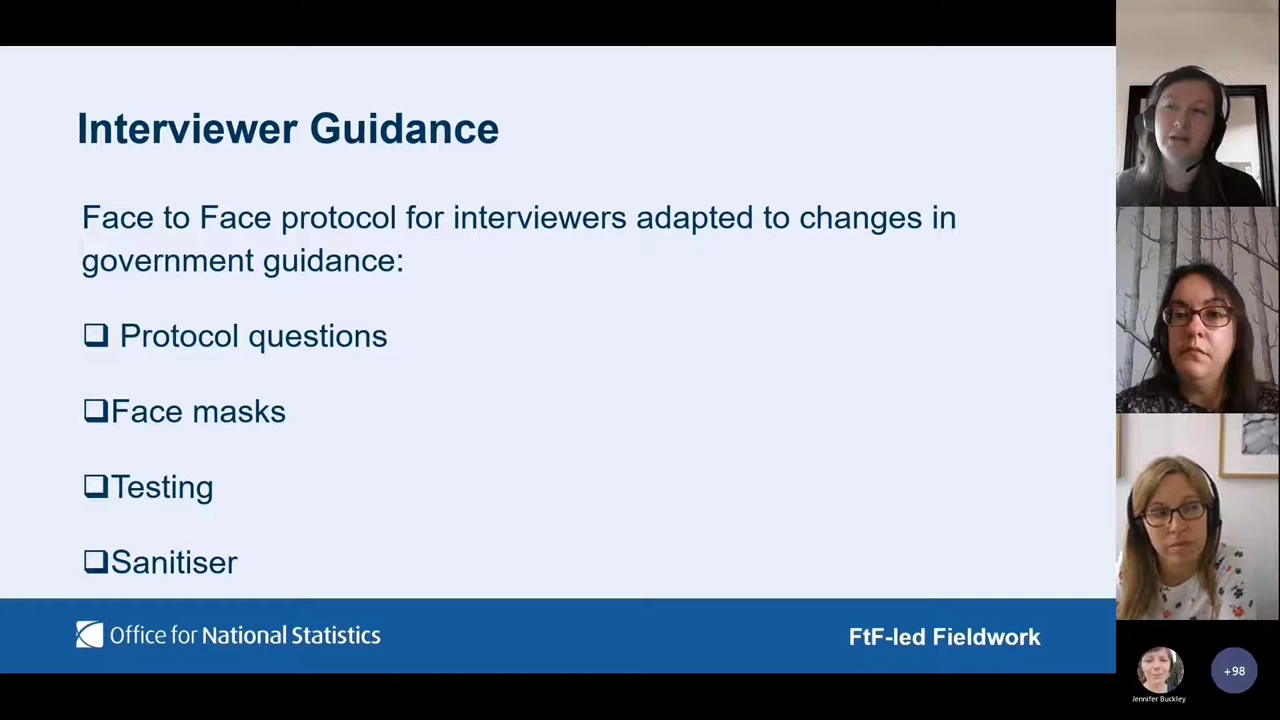 Interviewer Guidance
Face to Face protocol for interviewers adapted to changes in
government guidance:
Protocol questions
Face masks
Testing
Sanitiser
Office for National Statistics
FtF-led Fieldwork
Jennifer Buckley
+98